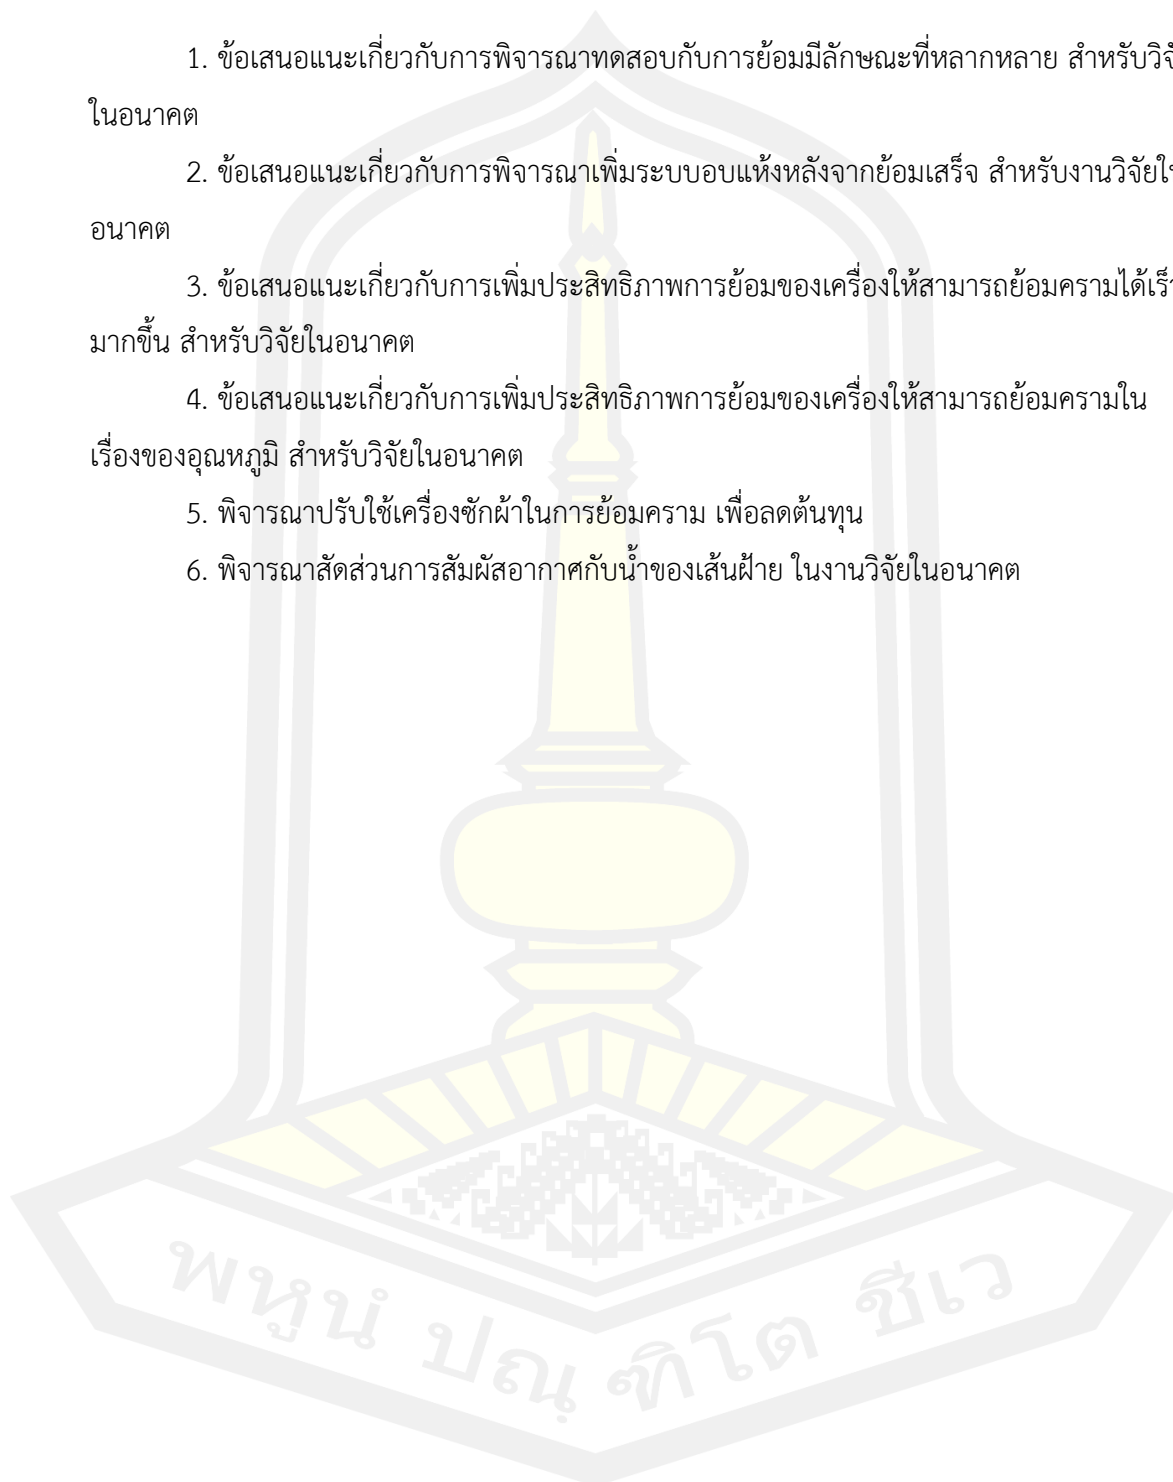 1. ข้อเสนอแนะเกี่ยวกับการพิจารณาทดสอบกับการย้อมมีลักษณะที่หลากหลาย สำหรับ
ในอนาคต
2. ข้อเสนอแนะเกี่ยวกับการพิจารณาเพิ่มระบบอบแห้งหลังจากย้อมเสร็จ สำหรับงานวิจัย
อนาคต
3. ข้อเสนอแนะเกี่ยวกับการเพิ่มประสิทธิภาพการย้อมของเครื่องให้สามารถย้อมครามได้
มากขึ้น สำหรับวิจัยในอนาคต
4. ข้อเสนอแนะเกี่ยวกับการเพิ่มประสิทธิภาพการย้อมของเครื่องให้สามารถย้อมครามใน
เรื่องของอุณหภูมิ สำหรับวิจัยในอนาคต
5. พิจารณาปรับใช้เครื่องซักผ้าในการย้อมคราม เพื่อลดต้นทุน
6. พิจารณาสัดส่วนการสัมผัสอากาศกับน้ำของเส้นฝ้าย ในงานวิจัยในอนาคต
พหูนํ ปณฺ ฑิโต ชีเว